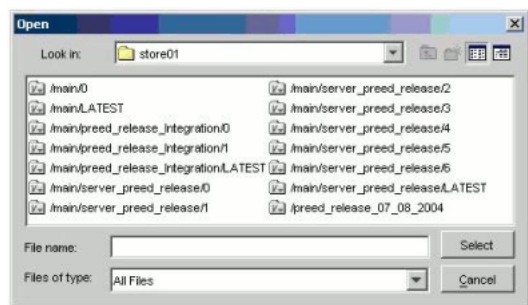 Open
Look in: store01
/main/0
/main/LATEST
/main/preed_release_Integration/0
/main/preed_release_Integration/1
/main/preed_release_Integration/LATEST
/main/server_preed_release/0
/main/server_preed_release/1
/main/server_preed_release/2
/main/server_preed_release/3
/main/server_preed_release/4
/main/server_preed_release/5
/main/server_preed_release/6
/main/server_preed_release/LATEST
/preed_release_07_08_2004
File name: Select
Files of type: All Files Cancel